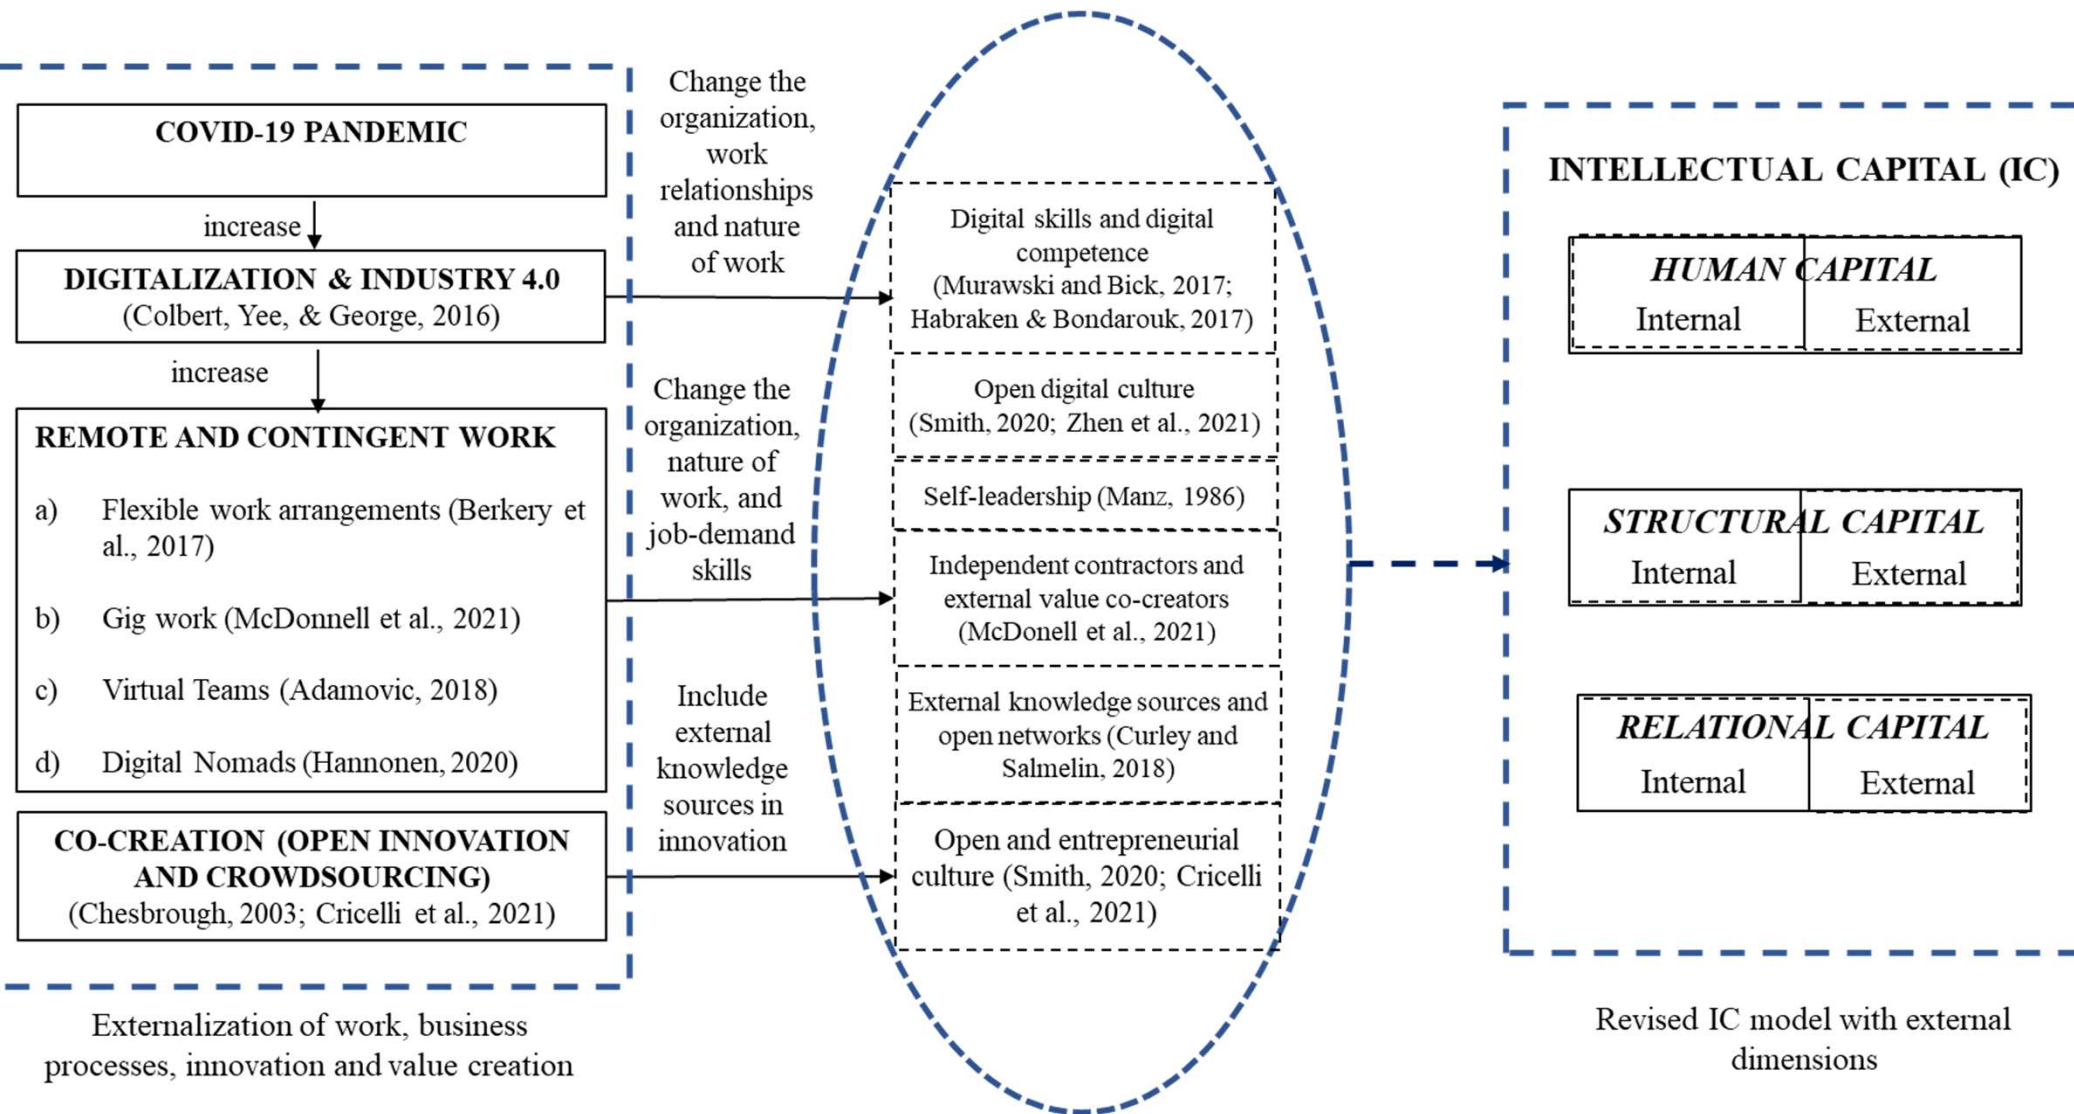 COVID-19 PANDEMIC
increase
DIGITALIZATION & INDUSTRY 4.0
(Colbert, Yee, & George, 2016)
increase
REMOTE AND CONTINGENT WORK
a) Flexible work arrangements (Berkery et
al., 2017)
b) Gig work (McDonnell et al., 2021)
c) Virtual Teams (Adamovic, 2018)
d) Digital Nomads (Hannonen, 2020)
CO-CREATION (OPEN INNOVATION
AND CROWDSOURCING)
(Chesbrough, 2003; Cricelli et al., 2021)
Externalization of work, business
processes, innovation and value creation
Change the
organization,
work
relationships
and nature
of work
Change the
organization,
nature of
work, and
job-demand
skills
Include
external
knowledge
sources in
innovation
Digital skills and digital
competence
(Murawski and Bick, 2017;
Habraken & Bondarouk, 2017)
Open digital culture
(Smith, 2020; Zhen et al., 2021)
Self-leadership (Manz, 1986)
Independent contractors and
external value co-creators
(McDonell et al., 2021)
External knowledge sources and
open networks (Curley and
Salmelin, 2018)
Open and entrepreneurial
culture (Smith, 2020; Cricelli
et al., 2021)
INTELLECTUAL CAPITAL (IC)
HUMAN CAPITAL
Internal External
STRUCTURAL CAPITAL
Internal External
RELATIONAL CAPITAL
Internal External
Revised IC model with external
dimensions